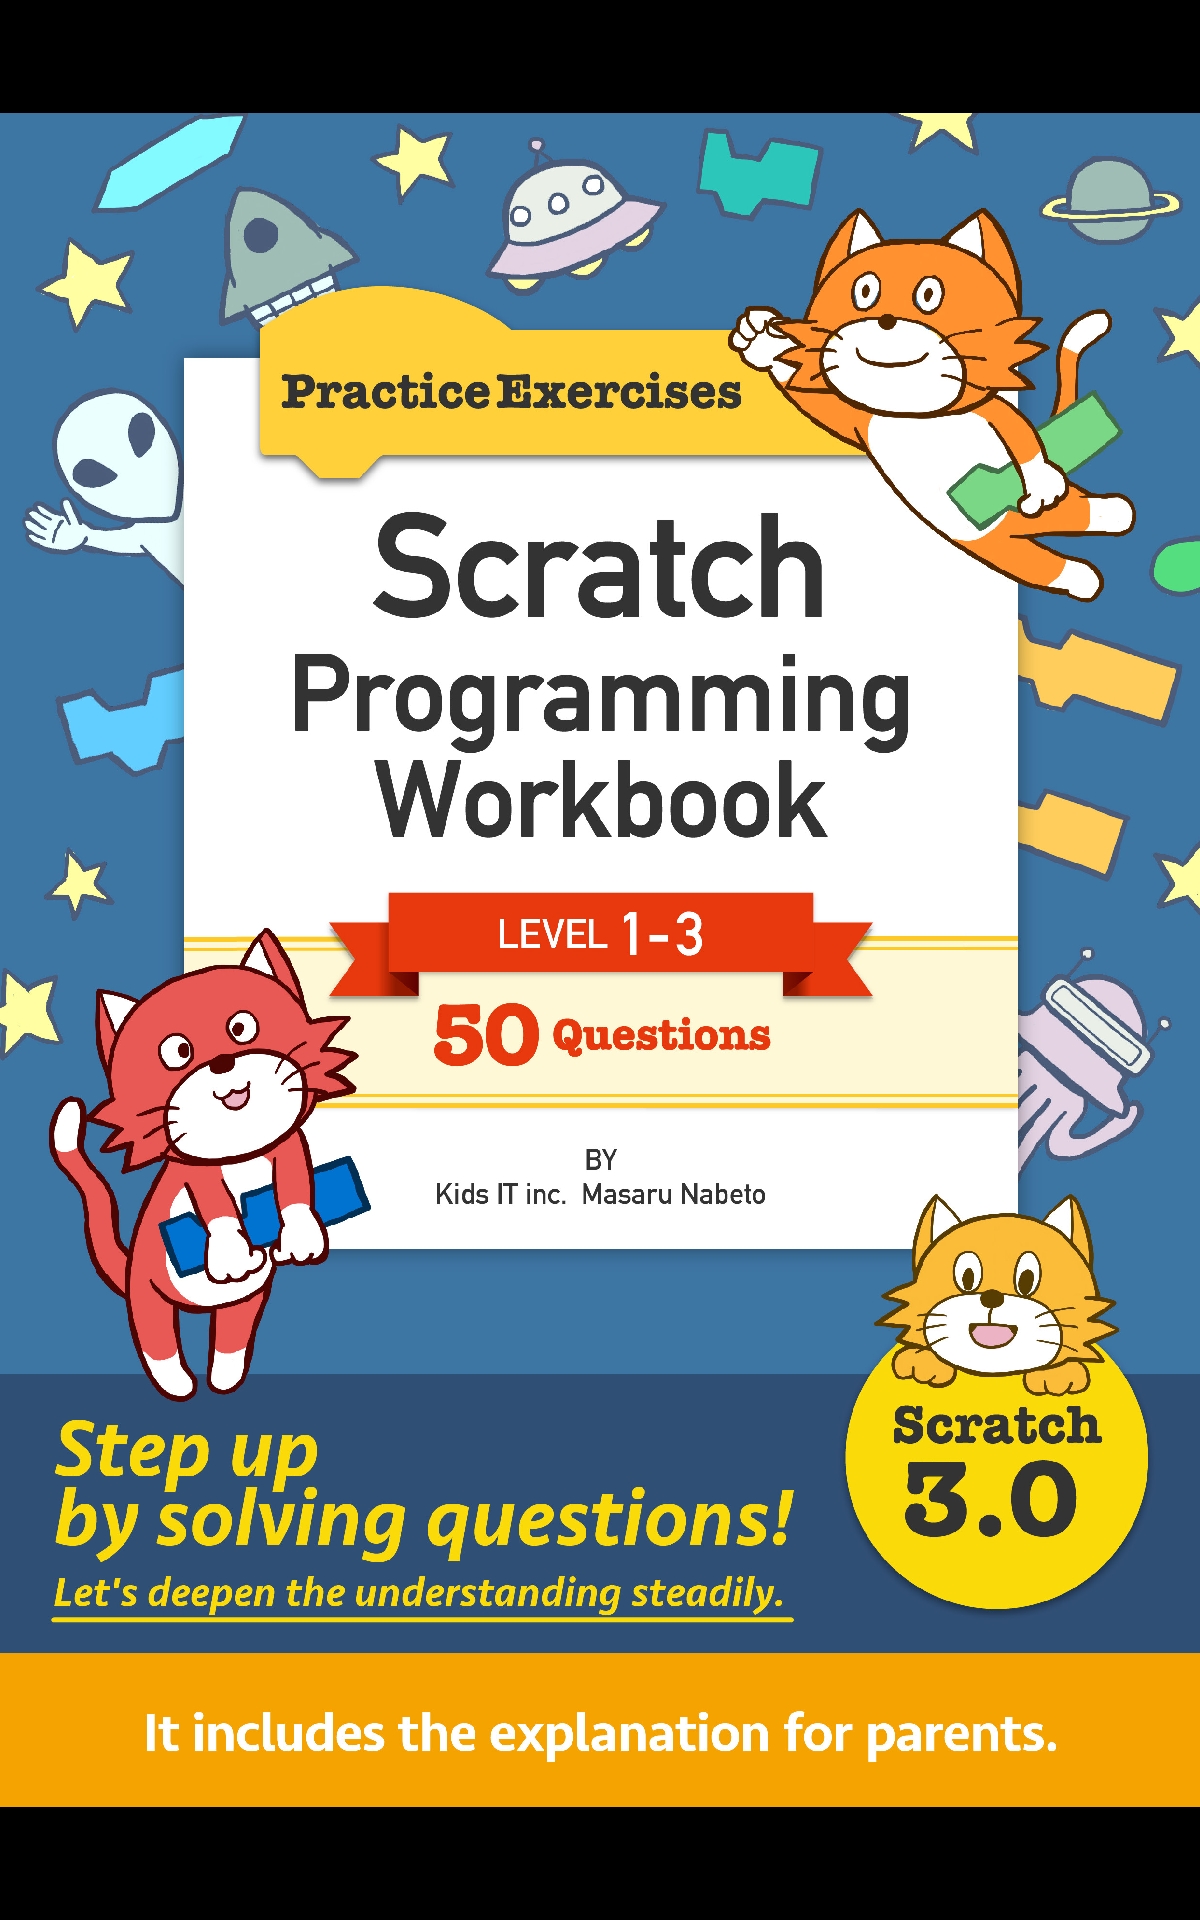 Practice Exercises
Scratch
Programming
Workbook
LEVEL 1-3
50 Questions
BY
Kids IT inc. Masaru Nabeto
Step up
by solving questions!
Let's deepen the understanding steadily.
Scratch
3.0
It includes the explanation for parents.